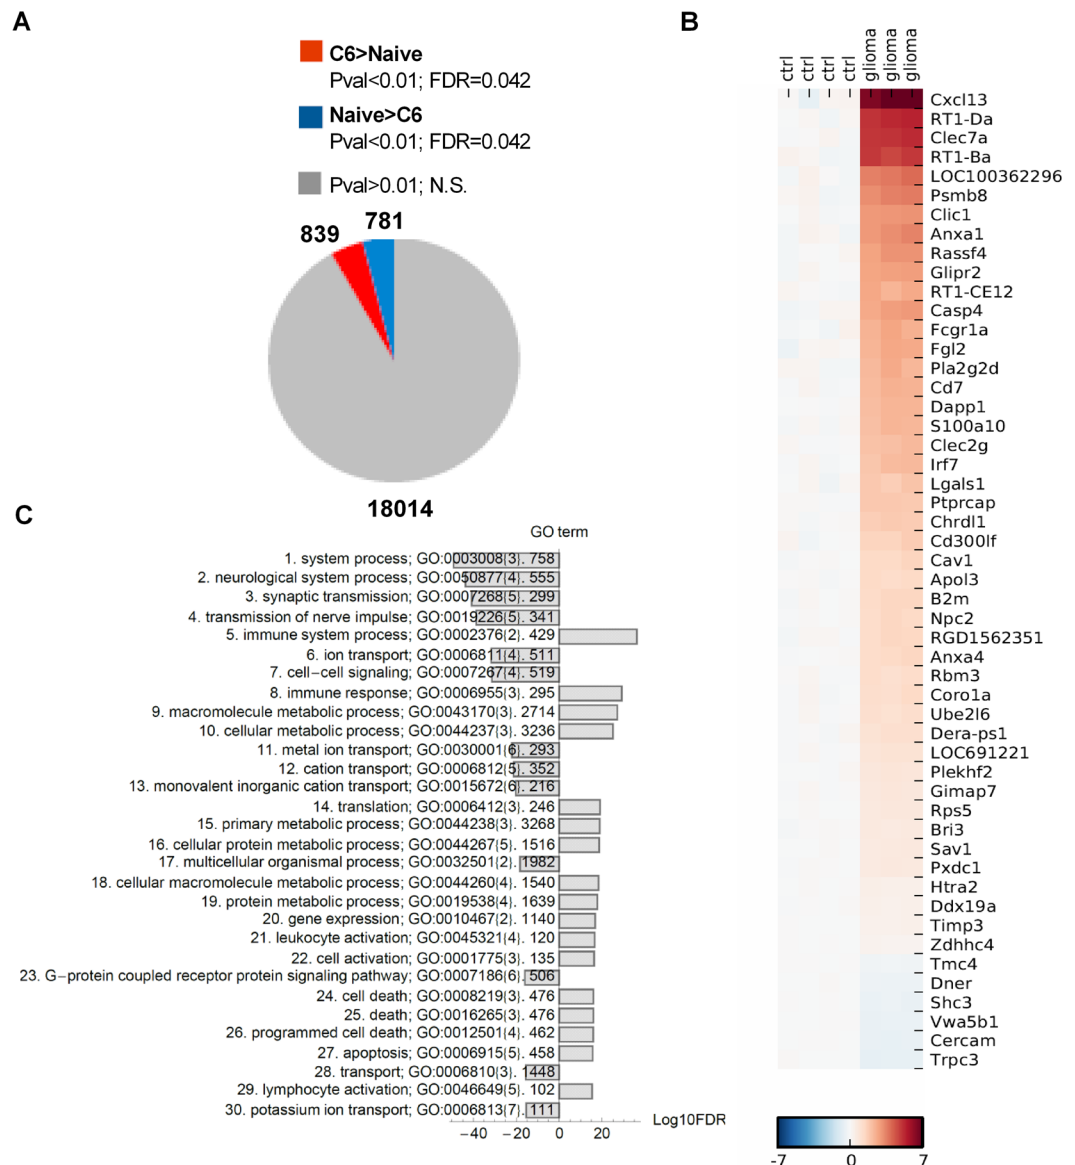 A
C6>Naive
Pval<0.01; FDR=0.042
Naive>C6
Pval<0.01; FDR=0.042
Pval>0.01; N.S.
839
781
18014
B
ctrl
ctrl
ctrl
ctrl
glioma
glioma
glioma
Cxcl13
RT1-Da
Clec7a
RT1-Ba
LOC100362296
Psmb8
Clic1
Anxa1
Rassf4
Glipr2
RT1-CE12
Casp4
Fcgr1a
Fgl2
Pla2g2d
Cd7
Dapp1
S100a10
Clec2g
Irf7
Lgals1
Ptprcap
Chrdl1
Cd300lf
Cav1
Apol3
B2m
Npc2
RGD1562351
Anxa4
Rbm3
Coro1a
Ube2l6
Dera-ps1
LOC691221
Plekhf2
Gimap7
Rps5
Bri3
Sav1
Pxdc1
Htra2
Ddx19a
Timp3
Zdhhc4
Tmc4
Dner
Shc3
Vwa5b1
Cercam
Trpc3
-7
0
7
C
GO term
1. system process; GO:0003008{3}. 758
2. neurological system process; GO:0050877{4}. 555
3. synaptic transmission; GO:0007268{5}. 299
4. transmission of nerve impulse; GO:0019226{5}. 341
5. immune system process; GO:0002376{2}. 429
6. ion transport; GO:0006811{4}. 511
7. cell−cell signaling; GO:0007267{4}. 519
8. immune response; GO:0006955{3}. 295
9. macromolecule metabolic process; GO:0043170{3}. 2714
10. cellular metabolic process; GO:0044237{3}. 3236
11. metal ion transport; GO:0030001{6}. 293
12. cation transport; GO:0006812{5}. 352
13. monovalent inorganic cation transport; GO:0015672{6}. 216
14. translation; GO:0006412{3}. 246
15. primary metabolic process; GO:0044238{3}. 3268
16. cellular protein metabolic process; GO:0044267{5}. 1516
17. multicellular organismal process; GO:0032501{2}. 1982
18. cellular macromolecule metabolic process; GO:0044260{4}. 1540
19. protein metabolic process; GO:0019538{4}. 1639
20. gene expression; GO:0010467{2}. 1140
21. leukocyte activation; GO:0045321{4}. 120
22. cell activation; GO:0001775{3}. 135
23. G−protein coupled receptor protein signaling pathway; GO:0007186{6}. 506
24. cell death; GO:0008219{3}. 476
25. death; GO:0016265{3}. 476
26. programmed cell death; GO:0012501{4}. 462
27. apoptosis; GO:0006915{5}. 458
28. transport; GO:0006810{3}. 1448
29. lymphocyte activation; GO:0046649{5}. 102
30. potassium ion transport; GO:0006813{7}. 111
−40 −20 0 20
Log10FDR